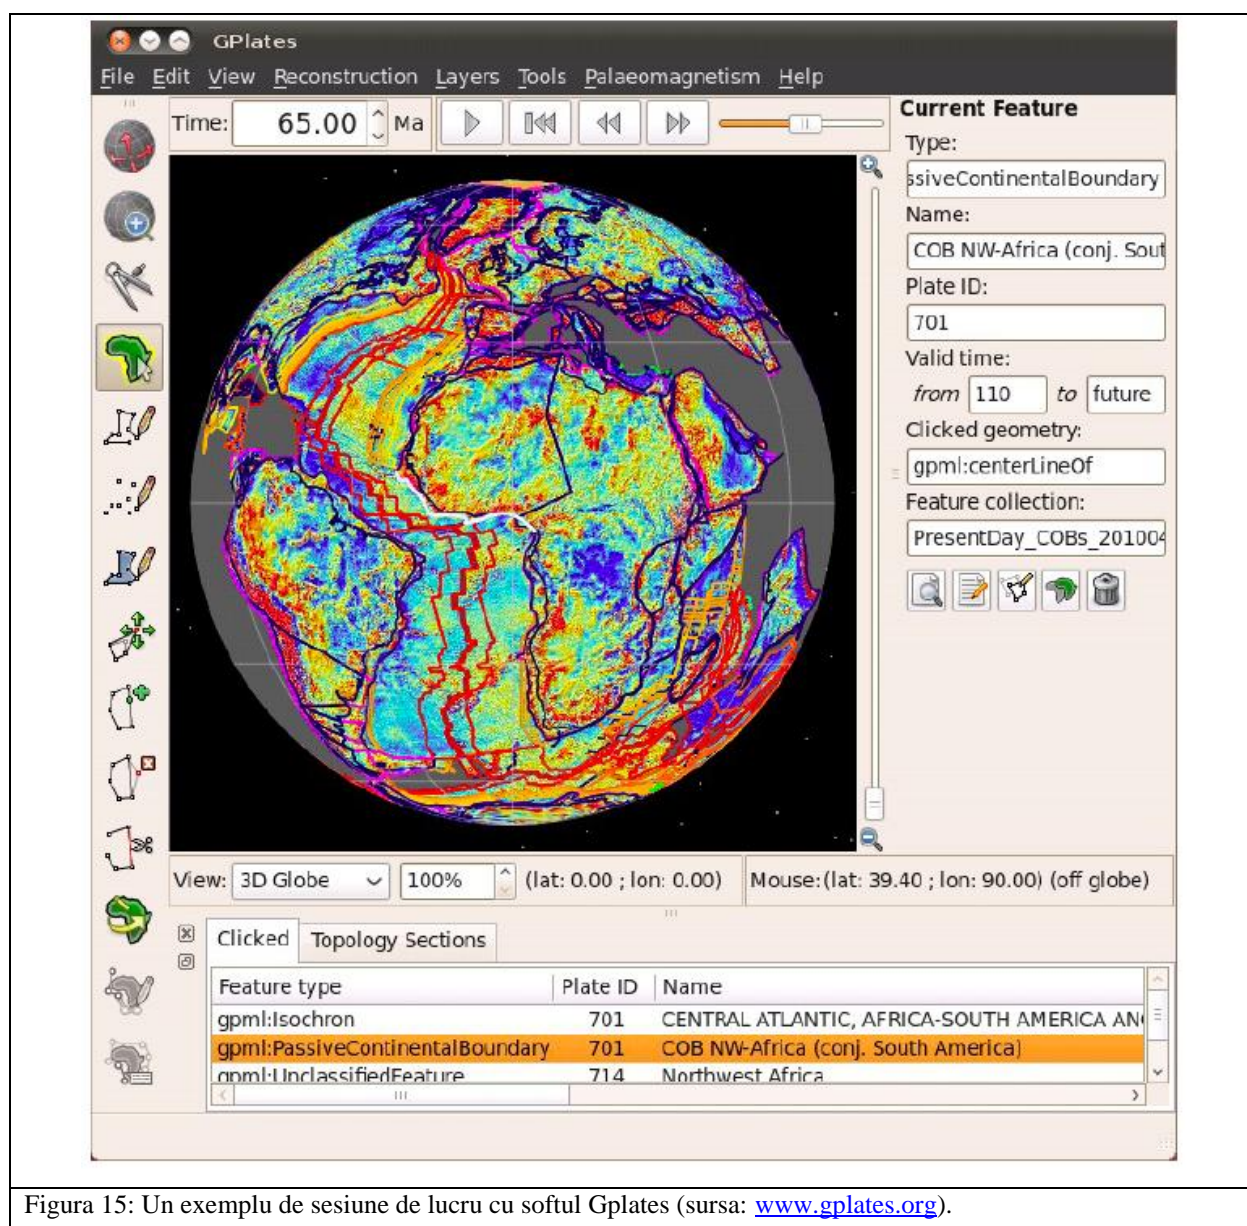 GPlates
File Edit View Reconstruction Layers Tools Palaeomagnetism Help
Time: 65.00 Ma
Current Feature
Type:
ssiveContinentalBoundary
Name:
COB NW-Africa (conj. Sout
Plate ID:
701
Valid time:
from 110 to future
Clicked geometry:
gpml:centerLineOf
Feature collection:
PresentDay_COBs_20100
View: 3D Globe 100% (lat: 0.00 ; lon: 0.00) Mouse:(lat: 39.40 ; lon: 90.00) (off globe)
Clicked Topology Sections
Feature type Plate ID Name
gpml:Isochron 701 CENTRAL ATLANTIC, AFRICA-SOUTH AMERICA AN
gpml:PassiveContinentalBoundary 701 COB NW-Africa (conj. South America)
gpml:UnclassifiedFeature 714 Northwest Africa
Figura 15: Un exemplu de sesiune de lucru cu softul Gplates (sursa: www.gplates.org).